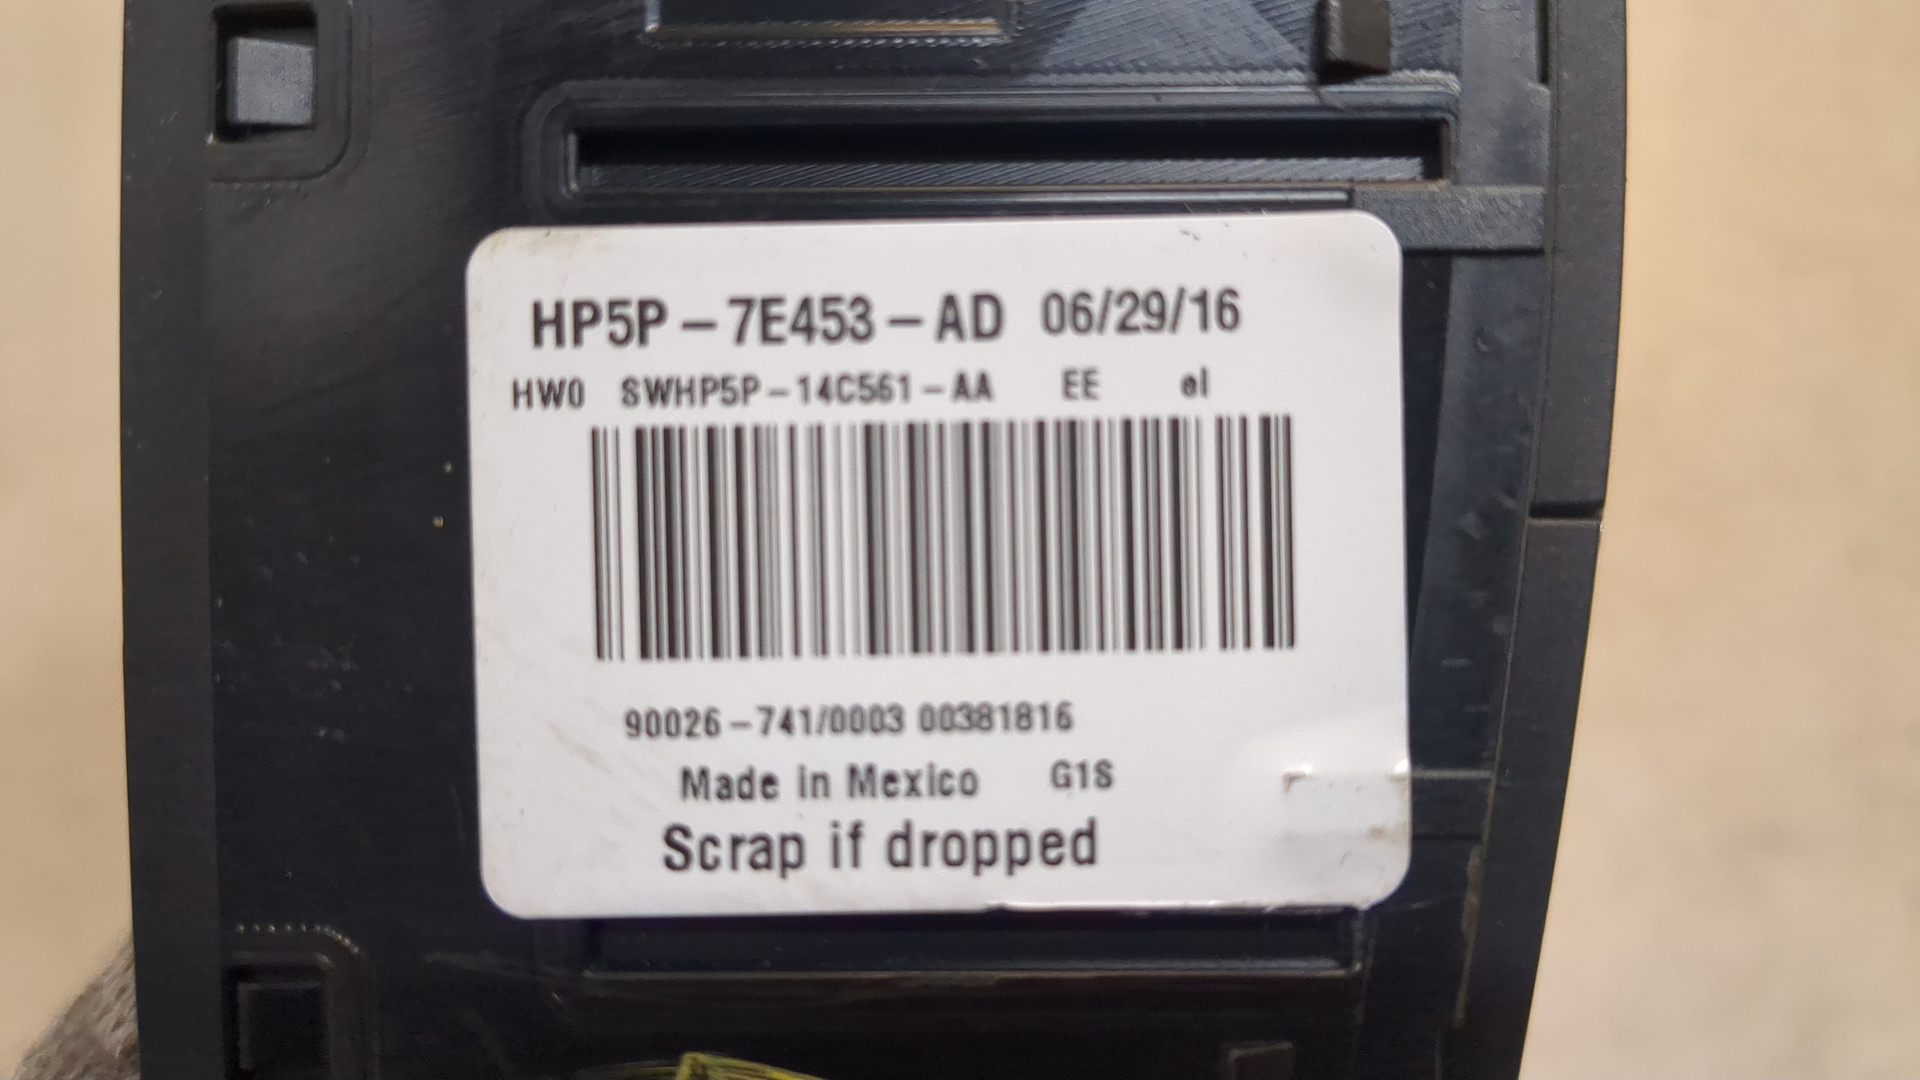 HP5P-7E453-AD 06/29/16
HW0 SWHP5P-14C561-AA EE el
90026-741/0003 00381816
Made in Mexico G1S
Scrap if dropped